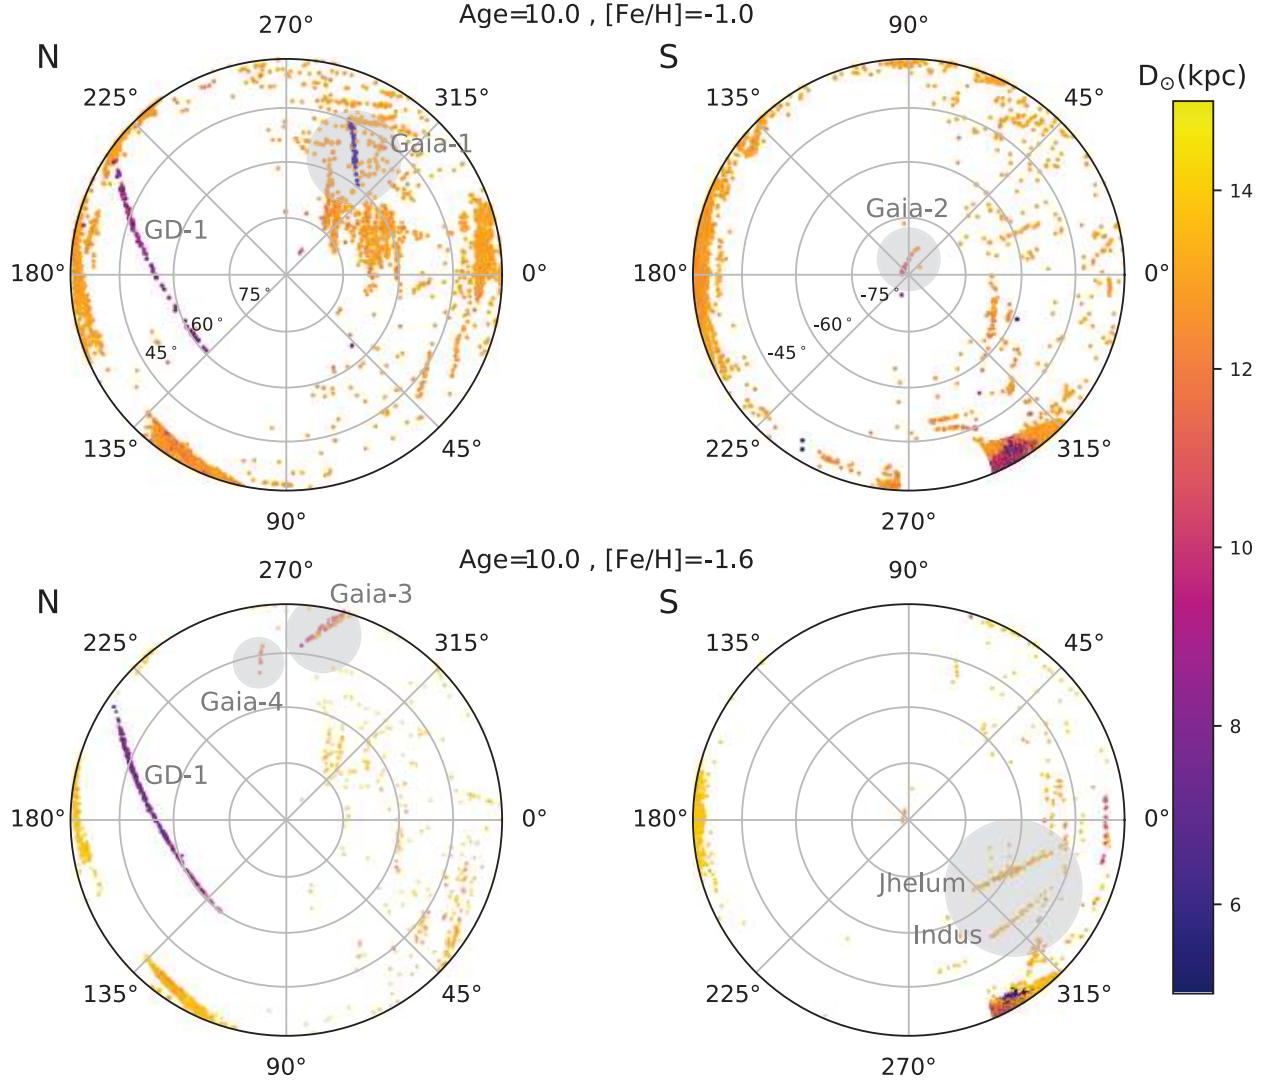 Age=10.0 , [Fe/H]=-1.0
270°
90°
N
S
D⊙(kpc)
225°
315°
135°
45°
Gaia-1
14
Gaia-2
GD-1
180°
0°
180°
0°
75°
-75°
60°
-60°
45°
-45°
12
135°
45°
225°
315°
90°
270°
10
Age=10.0 , [Fe/H]=-1.6
270°
90°
Gaia-3
N
S
225°
315°
135°
45°
Gaia-4
8
GD-1
180°
0°
180°
0°
Jhelum
6
Indus
135°
45°
225°
315°
90°
270°